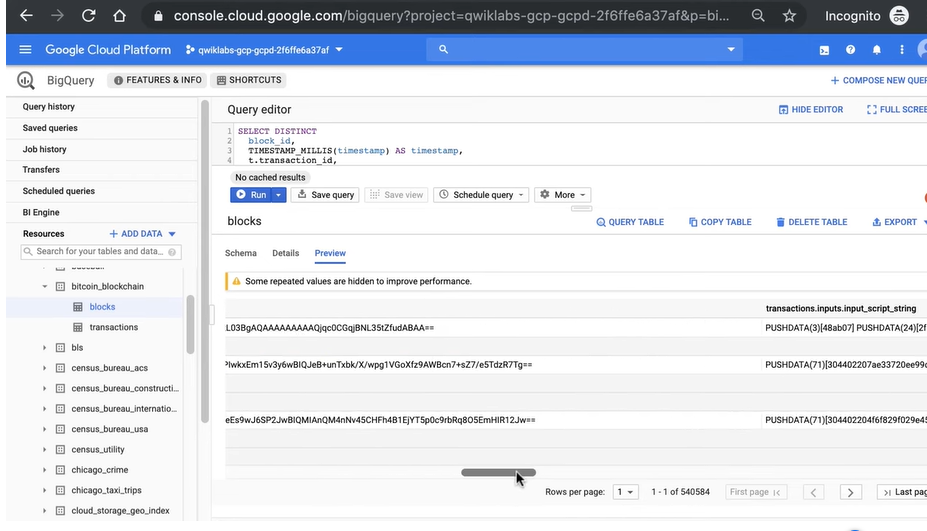 console.cloud.google.com/bigquery?project=qwiklabs-gcp-gcpd-2f6ffe6a37af&p=bi...
Incognito
Google Cloud Platform
qwiklabs-gcp-gcpd-2f6ffe6a37af
BigQuery
FEATURES & INFO
SHORTCUTS
+ COMPOSE NEW QUER
Query history
Saved queries
Job history
Transfers
Scheduled queries
BI Engine
Resources
+ ADD DATA
Search for your tables and data...
bitcoin_blockchain
blocks
transactions
bls
census_bureau_acs
census_bureau_constructi...
census_bureau_internatio...
census_bureau_usa
census_utility
chicago_crime
chicago_taxi_trips
cloud_storage_geo_index
Query editor
HIDE EDITOR
FULL SCREE
1 SELECT DISTINCT
2 block_id,
3 TIMESTAMP_MILLIS(timestamp) AS timestamp,
4 t.transaction_id,
No cached results
Run
Save query
Save view
Schedule query
More
blocks
QUERY TABLE
COPY TABLE
DELETE TABLE
EXPORT
Schema
Details
Preview
Some repeated values are hidden to improve performance.
transactions.inputs.input_script_string
L03BgAQAAAAAAAAAQjqc0CGqjBNL35tZfudABAA==
PUSHDATA(3)[48ab07] PUSHDATA(24)[2f
PlwkxEm15v3y6wBIQJeB+unTxbk/X/wpg1VGoXfz9AWBcn7+sZ7/e5TdzR7Tg==
PUSHDATA(71)[304402207ae33720ee99c
eEs9wJ6SP2JwBIQMIAnQM4nNv45CHFh4B1EjYT5p0c9rbRq8O5EmHIR12Jw==
PUSHDATA(71)[304402204f6f829f029e45
Rows per page:
1
1 - 1 of 540584
First page
Last pag